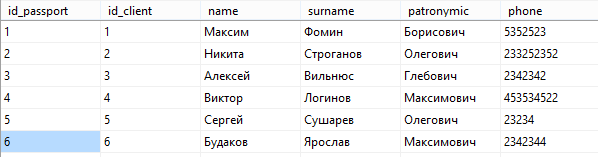 id_passport id_client name surname patronymic phone
1 1 Максим Фомин Борисович 5352523
2 2 Никита Строганов Олегович 233252352
3 3 Алексей Вильнюс Глебович 2342342
4 4 Виктор Логинов Максимович 453534522
5 5 Сергей Сушарев Олегович 23234
6 6 Будаков Ярослав Максимович 2342344